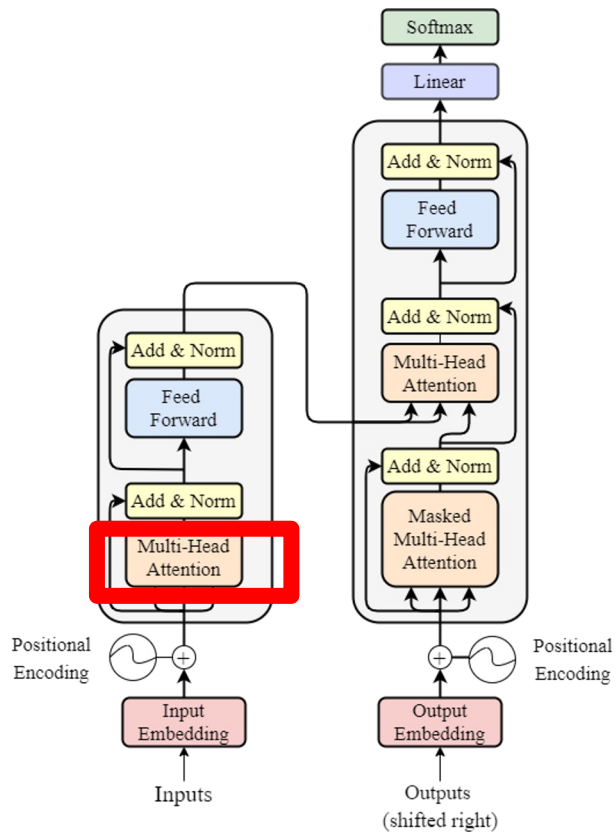 Softmax
Linear
Add & Norm
Feed
Forward
Add & Norm
Multi-Head
Attention
Add & Norm
Masked
Multi-Head
Attention
Add & Norm
Feed
Forward
Add & Norm
Multi-Head
Attention
Positional
Encoding
Positional
Encoding
Input
Embedding
Output
Embedding
Inputs
Outputs
(shifted right)